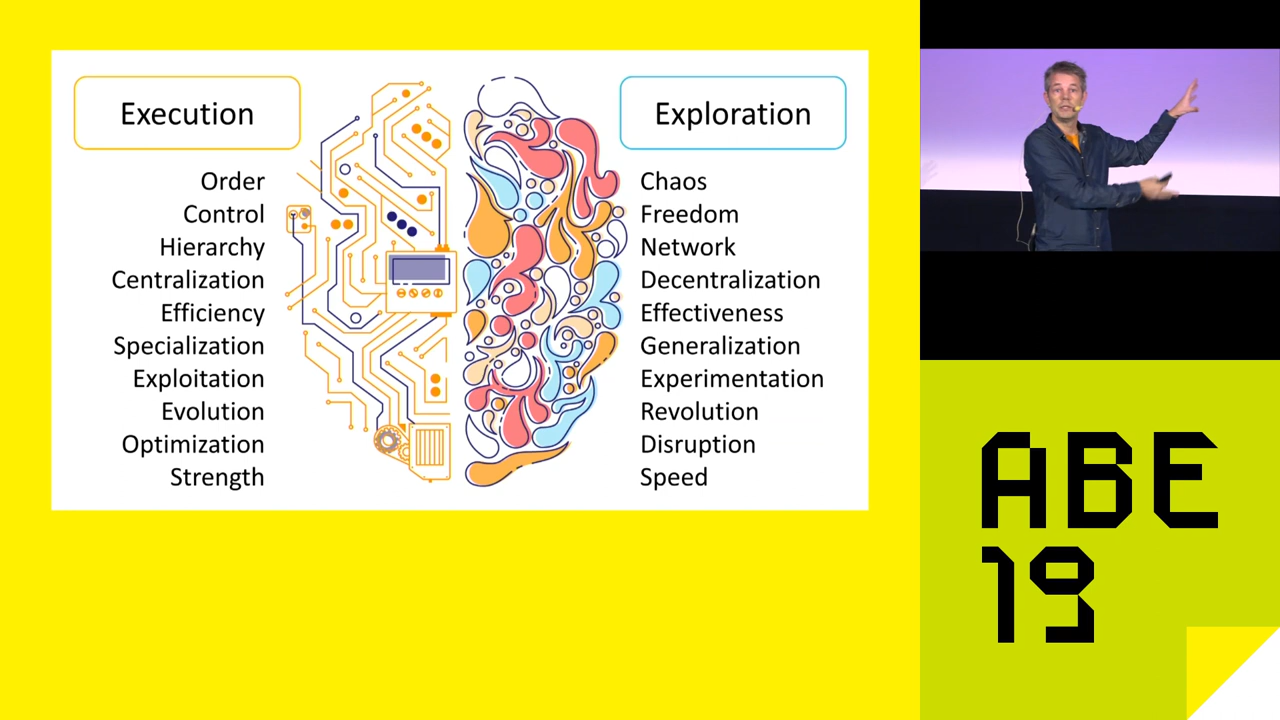 Execution
Exploration
Order
Control
Hierarchy
Centralization
Efficiency
Specialization
Exploitation
Evolution
Optimization
Strength
Chaos
Freedom
Network
Decentralization
Effectiveness
Generalization
Experimentation
Revolution
Disruption
Speed
ABE
19